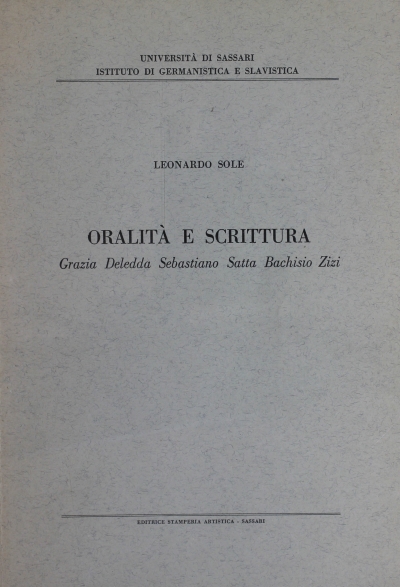 UNIVERSITÀ DI SASSARI
ISTITUTO DI GERMANISTICA E SLAVISTICA
LEONARDO SOLE
ORALITÀ E SCRITTURA
Grazia Deledda Sebastiano Satta Bachisio Zizi
EDITRICE STAMPERIA ARTISTICA - SASSARI